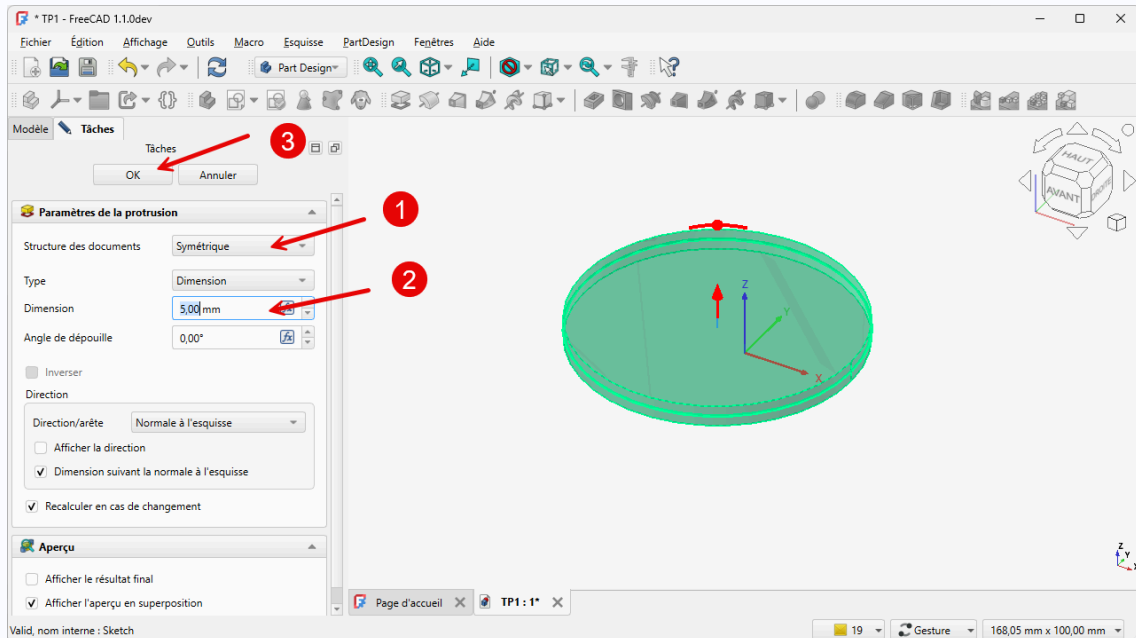 * TP1 - FreeCAD 1.1.0dev
Fichier Édition Affichage Outils Macro Esquisse PartDesign Fenêtres Aide
Part Design
Modèle Tâches
Tâches
3
OK Annuler
Paramètres de la protrusion
1
Structure des documents Symétrique
Type Dimension
2
Dimension 5,00 mm
Angle de dépouille 0,00°
Inverser
Direction
Direction/arête Normale à l'esquisse
Afficher la direction
Dimension suivant la normale à l'esquisse
Recalculer en cas de changement
Aperçu
Afficher le résultat final
Afficher l'aperçu en superposition
HAUT
AVANT
DROITE
Z
Y
X
Z
Y
X
Page d'accueil TP1 : 1*
Valid, nom interne : Sketch
19 Gesture 168,05 mm x 100,00 mm